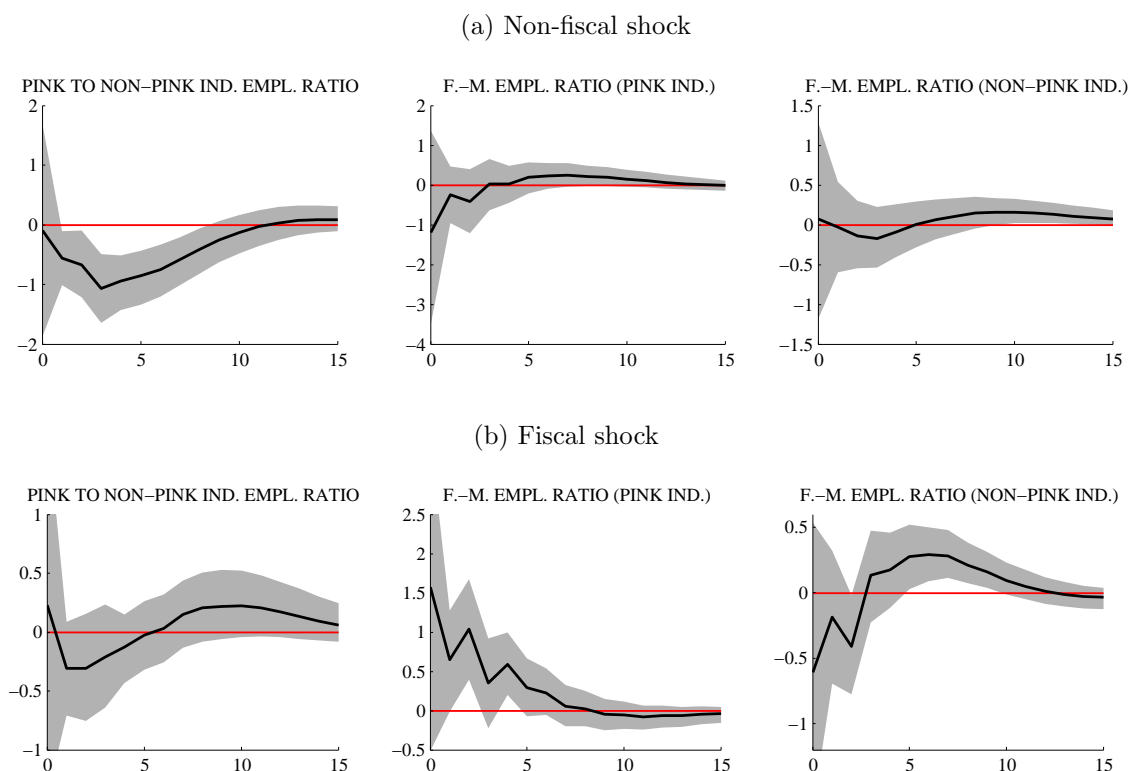 (a) Non-fiscal shock
PINK TO NON−PINK IND. EMPL. RATIO
2
1
0
−1
−2
0 5 10 15
F.−M. EMPL. RATIO (PINK IND.)
2
1
0
−1
−2
−3
−4
0 5 10 15
F.−M. EMPL. RATIO (NON−PINK IND.)
1.5
1
0.5
0
−0.5
−1
−1.5
0 5 10 15
(b) Fiscal shock
PINK TO NON−PINK IND. EMPL. RATIO
1
0.5
0
−0.5
−1
0 5 10 15
F.−M. EMPL. RATIO (PINK IND.)
2.5
2
1.5
1
0.5
0
−0.5
0 5 10 15
F.−M. EMPL. RATIO (NON−PINK IND.)
0.5
0
−0.5
−1
0 5 10 15